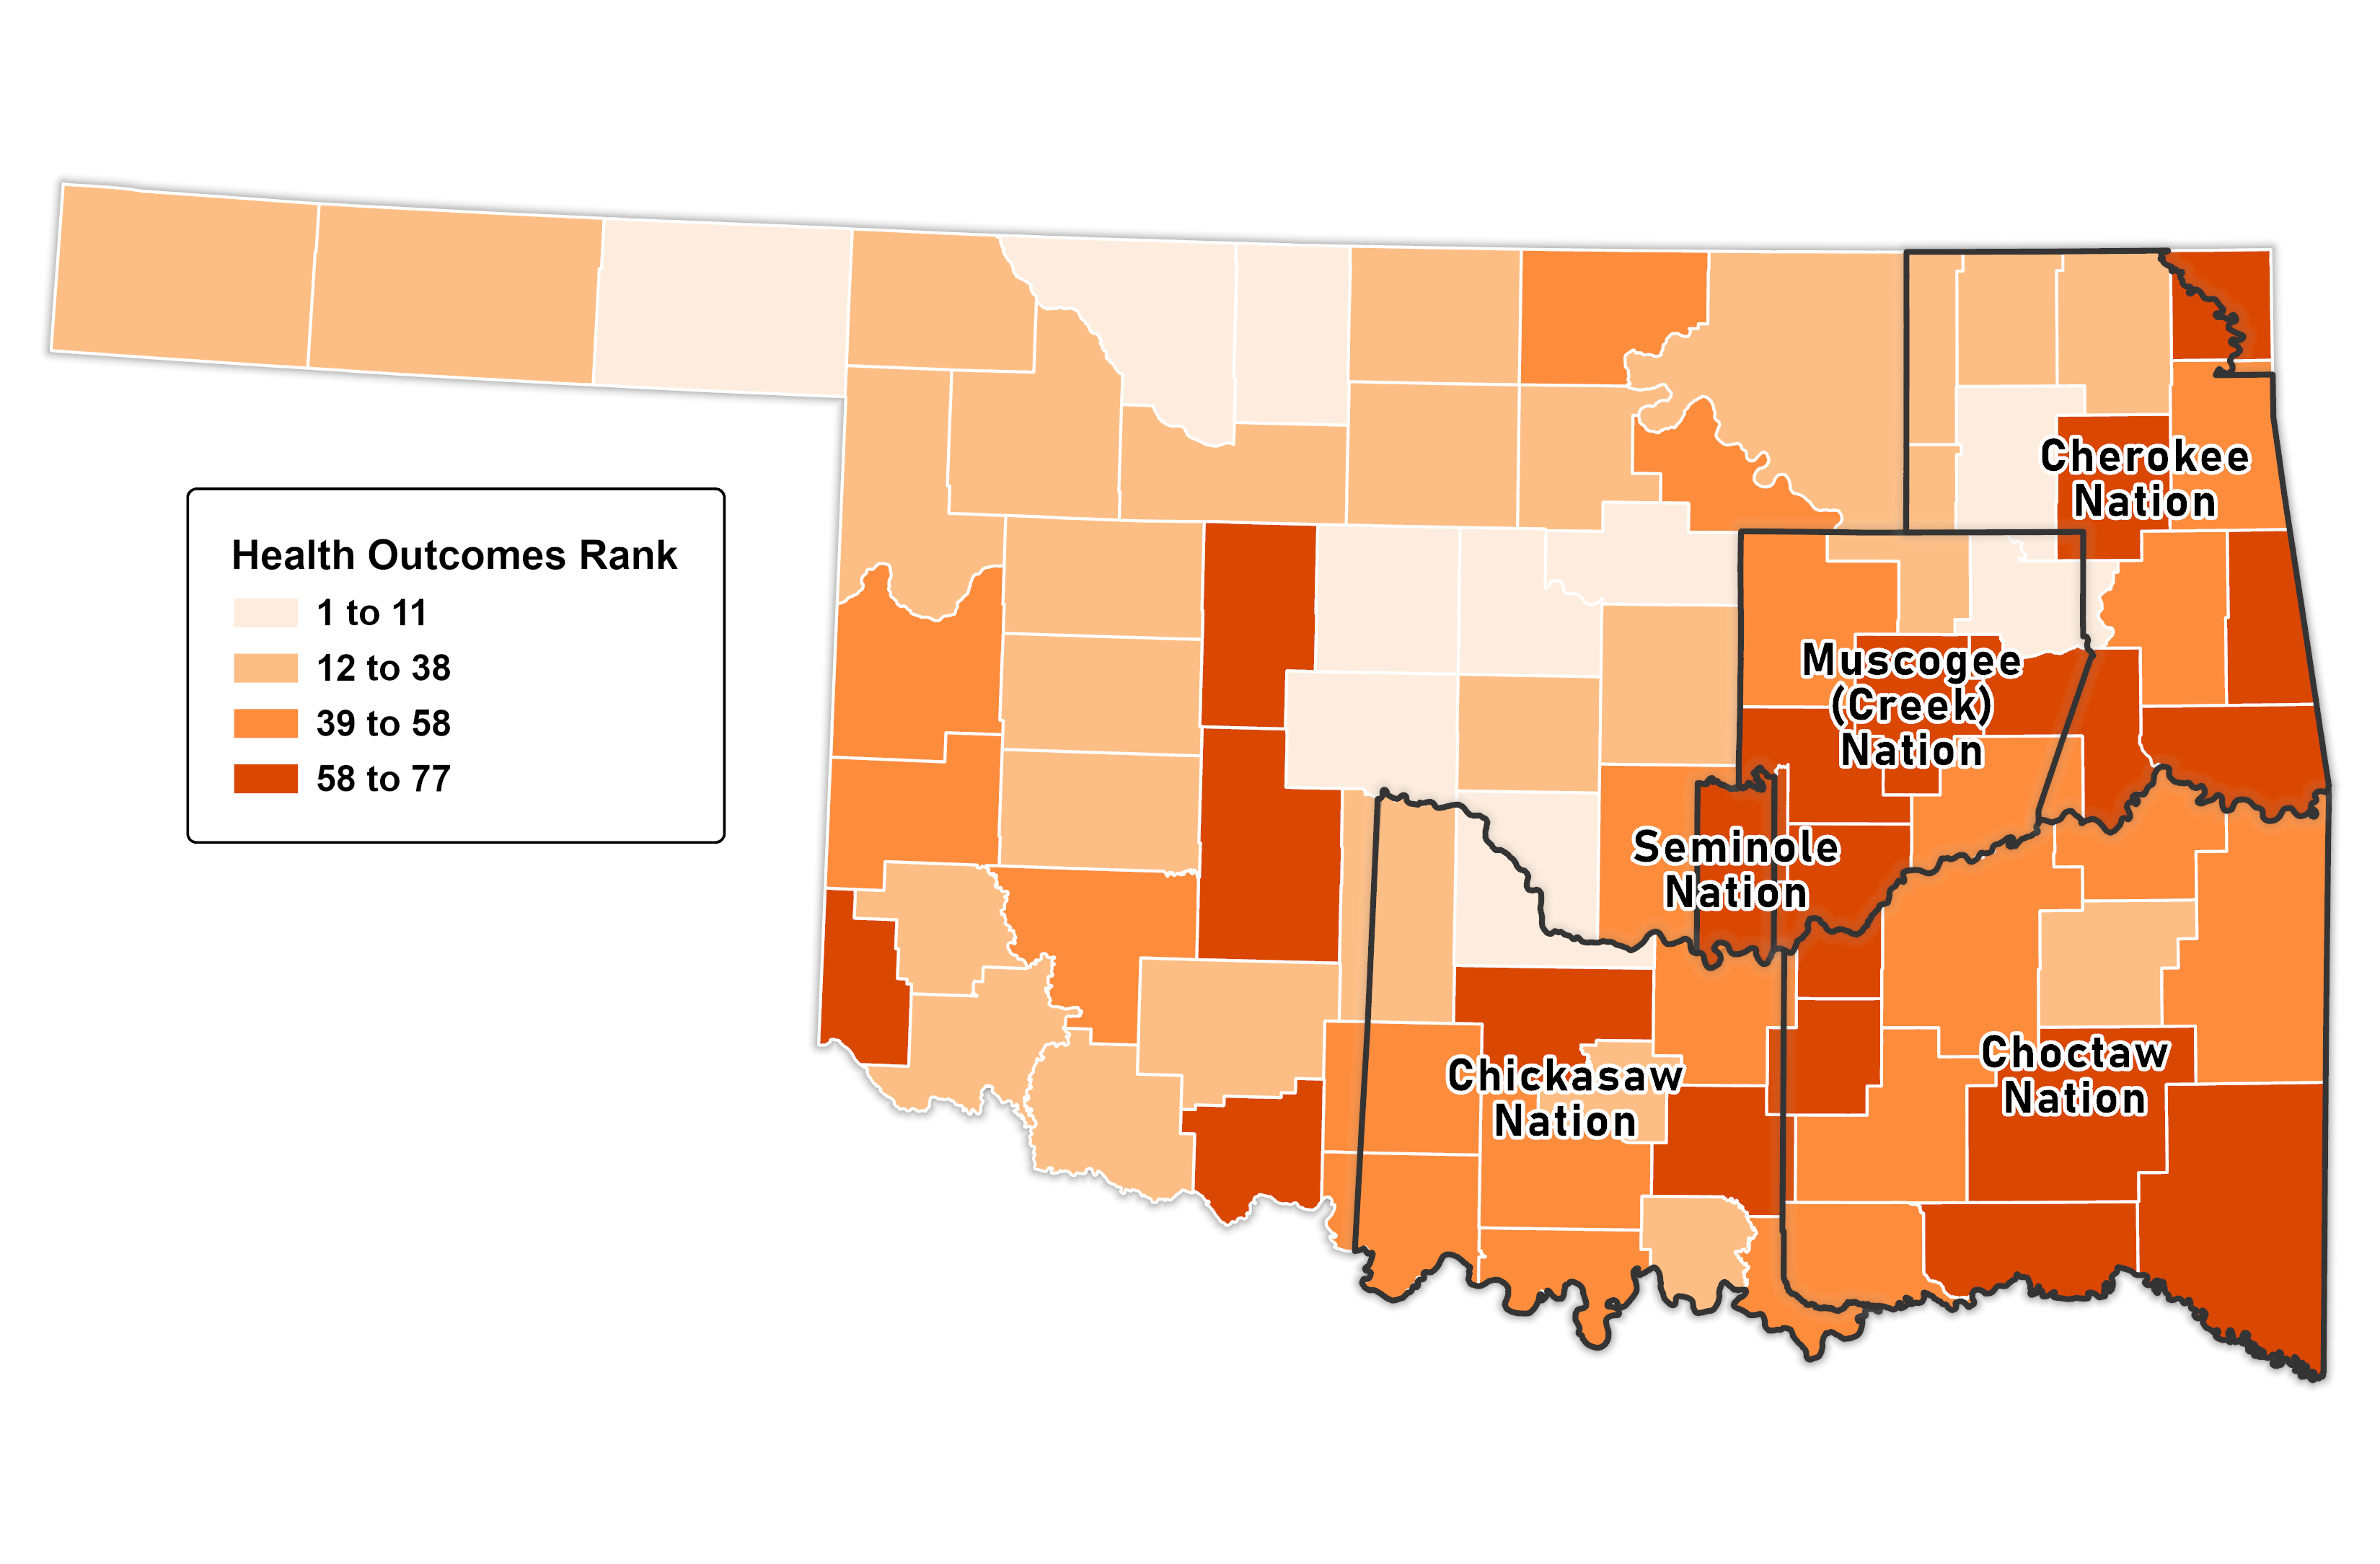 Health Outcomes Rank
1 to 11
12 to 38
39 to 58
58 to 77
Cherokee
Nation
Muscogee
(Creek)
Nation
Seminole
Nation
Chickasaw
Nation
Choctaw
Nation